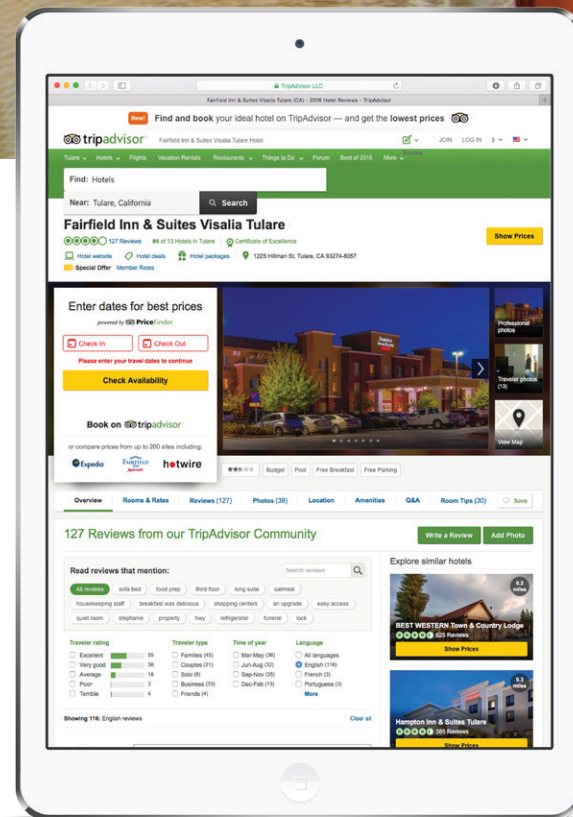 TripAdvisor LLC
Fairfield Inn & Suites Visalia Tulare (CA) - 2016 Hotel Reviews - TripAdvisor
New! Find and book your ideal hotel on TripAdvisor — and get the lowest prices
tripadvisor Fairfield Inn & Suites Visalia Tulare Hotel JOIN LOG IN $
Tulare Hotels Flights Vacation Rentals Restaurants Things to Do Forum Best of 2016 More
Find: Hotels
Near: Tulare, California Search
Fairfield Inn & Suites Visalia Tulare
127 Reviews #4 of 13 Hotels in Tulare Certificate of Excellence
Show Prices
Hotel website Hotel deals Hotel packages 1225 Hillman St, Tulare, CA 93274-8057
Special Offer Member Rates
Enter dates for best prices
powered by PriceFinder
Check In Check Out
Please enter your travel dates to continue
Check Availability
Book on tripadvisor
or compare prices from up to 200 sites including:
Expedia FAIRFIELD INN Marriott hotwire
Professional photos
Traveler photos (13)
View Map
Budget Pool Free Breakfast Free Parking
Overview Rooms & Rates Reviews (127) Photos (39) Location Amenities Q&A Room Tips (30) Save
127 Reviews from our TripAdvisor Community
Write a Review Add Photo
Read reviews that mention: Search reviews
All reviews sofa bed food prep third floor king suite oatmeal
housekeeping staff breakfast was delicious shopping centers an upgrade easy access
quiet room stephanie property hwy refrigerator funeral lock
Traveler rating Traveler type Time of year Language
Excellent 55 Families (45) Mar-May (36) All languages
Very good 36 Couples (21) Jun-Aug (32) English (116)
Average 18 Solo (6) Sep-Nov (35) French (3)
Poor 3 Business (33) Dec-Feb (13) Portuguese (3)
Terrible 4 Friends (4) More
Showing 116: English reviews Clear all
Explore similar hotels
0.2 miles
BEST WESTERN Town & Country Lodge
625 Reviews
Show Prices
0.3 miles
Hampton Inn & Suites Tulare
365 Reviews
Show Prices